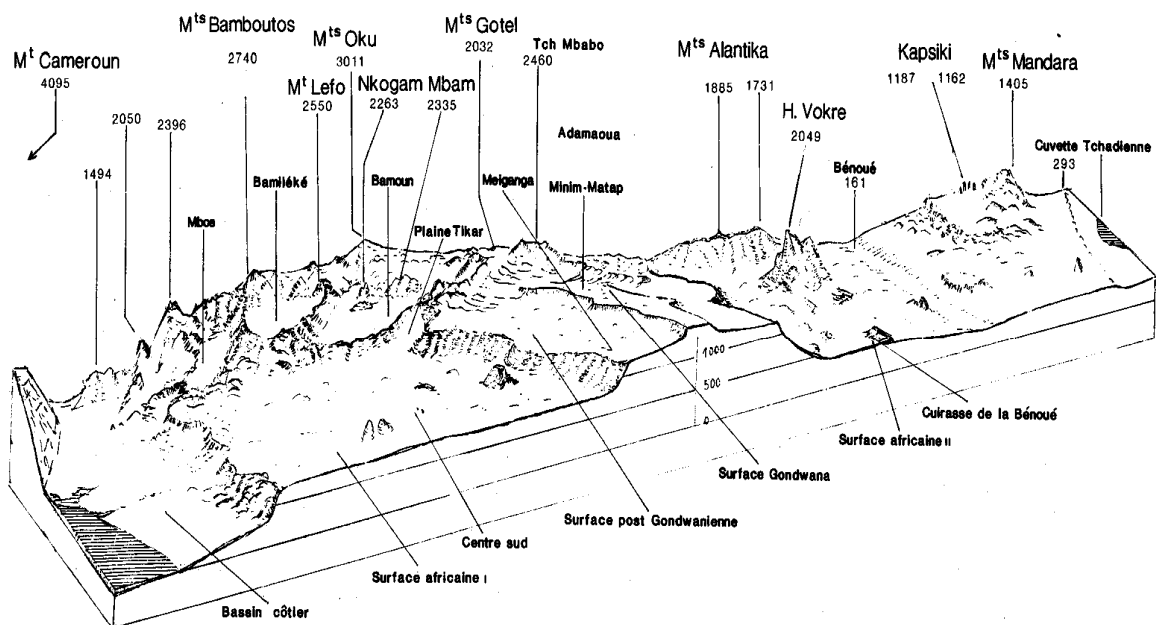 Mt Cameroun
4095
2050
2396
1494
Mbos
Mts Bamboutos
2740
Bamiléké
Mt Lefo
2550
Mts Oku
3011
Nkogam Mbam
2263 2335
Bamoun
Plaine Tikar
Mts Gotel
2032
Tch Mbabo
2460
Meiganga
Adamaoua
Minim-Matap
Mts Alantika
1885 1731
H. Vokre
2049
Bénoué
161
Kapsiki
1187 1162
Mts Mandara
1405
Cuvette Tchadienne
293
1000
500
0
Cuirasse de la Bénoué
Surface africaine II
Surface Gondwana
Surface post Gondwanienne
Centre sud
Surface africaine I
Bassin côtier